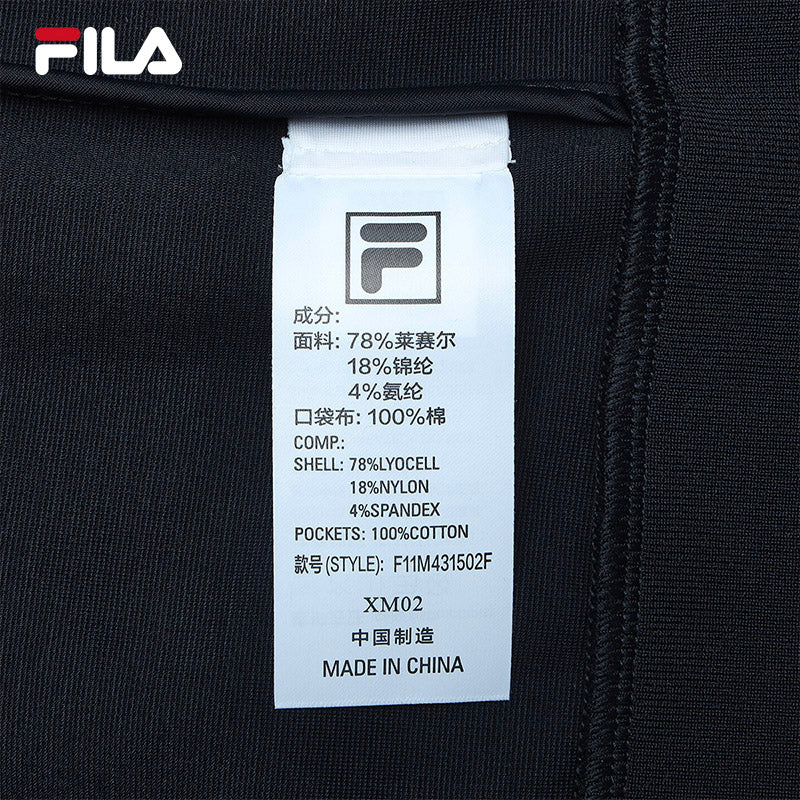 FILA
F
成分:
面料: 78%莱赛尔
18%锦纶
4%氨纶
口袋布: 100%棉
COMP.:
SHELL: 78%LYOCELL
18%NYLON
4%SPANDEX
POCKETS: 100%COTTON
款号(STYLE): F11M431502F
XM02
中国制造
MADE IN CHINA